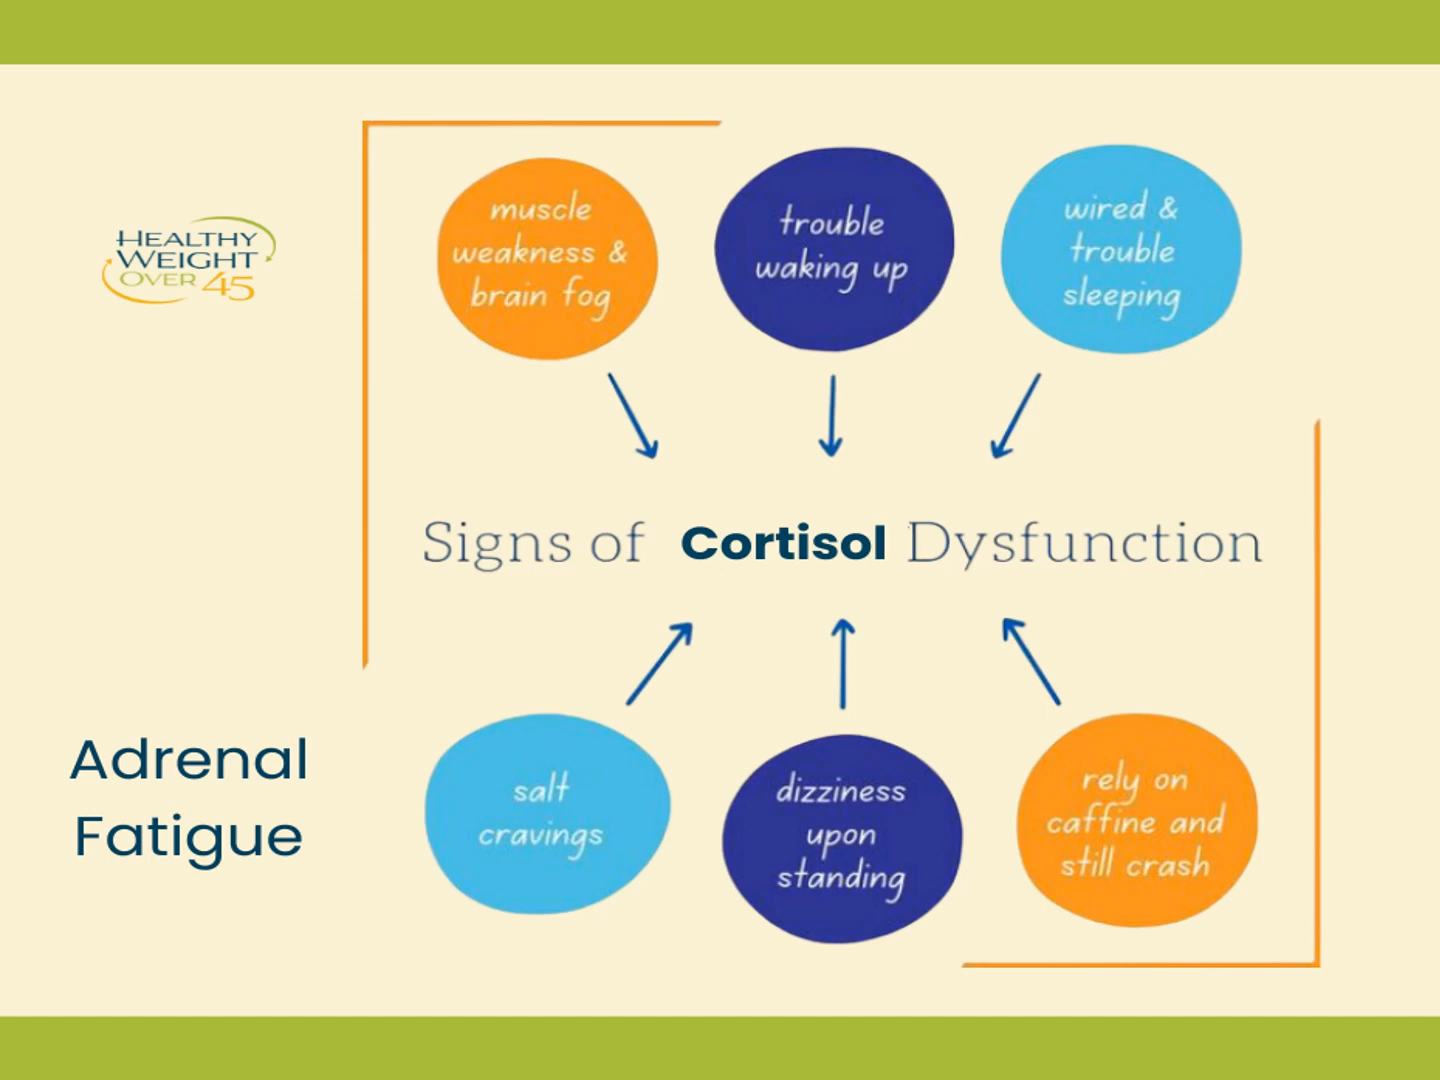 HEALTHY
WEIGHT
OVER 45
muscle
weakness &
brain fog
trouble
waking up
wired &
trouble
sleeping
Signs of Cortisol Dysfunction
Adrenal
Fatigue
salt
cravings
dizziness
upon
standing
rely on
caffine and
still crash